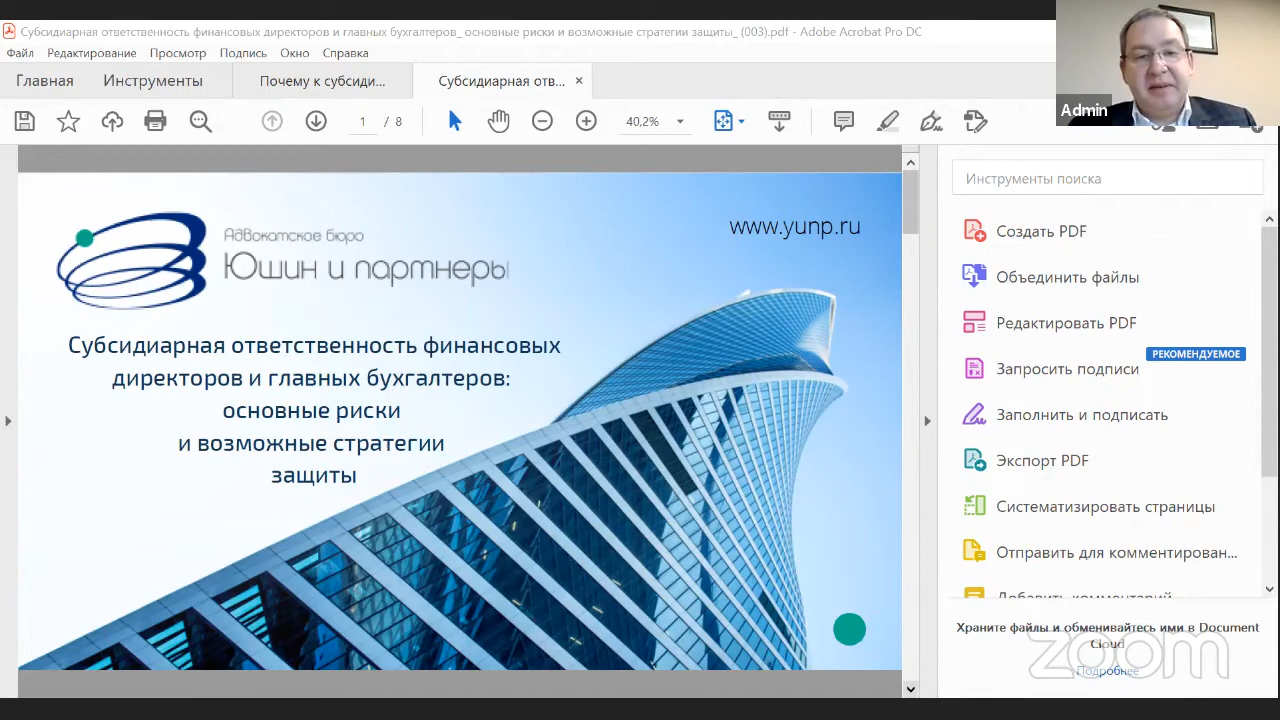 Субсидиарная ответственность финансовых директоров и главных бухгалтеров_ основные риски и возможные стратегии защиты_ (003).pdf - Adobe Acrobat Pro DC
Файл Редактирование Просмотр Подпись Окно Справка
Главная Инструменты Почему к субсиди... Субсидиарная отв... ×
1 / 8 40,2%
Admin
www.yunp.ru
Адвокатское бюро
Юшин и партнеры
Субсидиарная ответственность финансовых
директоров и главных бухгалтеров:
основные риски
и возможные стратегии
защиты
Инструменты поиска
Создать PDF
Объединить файлы
Редактировать PDF
РЕКОМЕНДУЕМОЕ
Запросить подписи
Заполнить и подписать
Экспорт PDF
Систематизировать страницы
Отправить для комментирован...
Добавить комментарий
Храните файлы и обменивайтесь ими в Document
Cloud
Подробнее
zoom